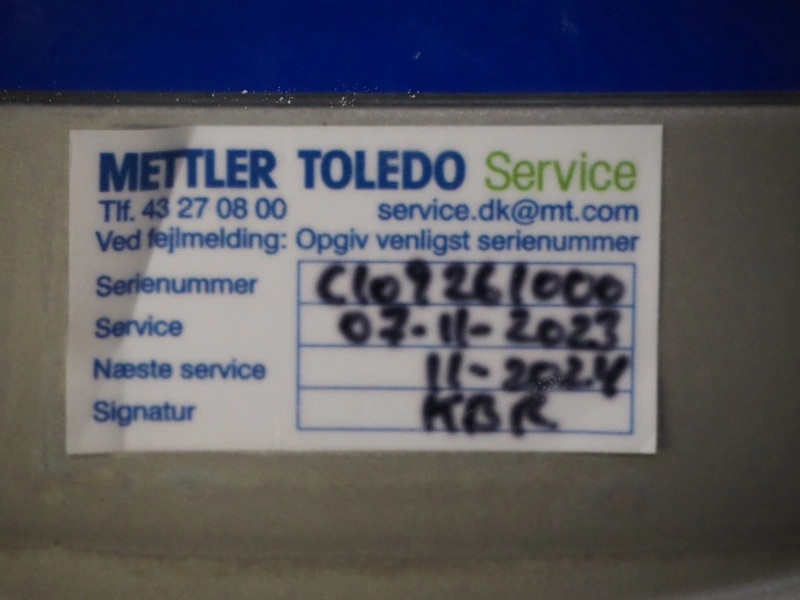 METTLER TOLEDO Service
Tlf. 43 27 08 00 service.dk@mt.com
Ved fejlmelding: Opgiv venligst serienummer
Serienummer C109261000
Service 07-11-2023
Næste service 11-2024
Signatur KBR